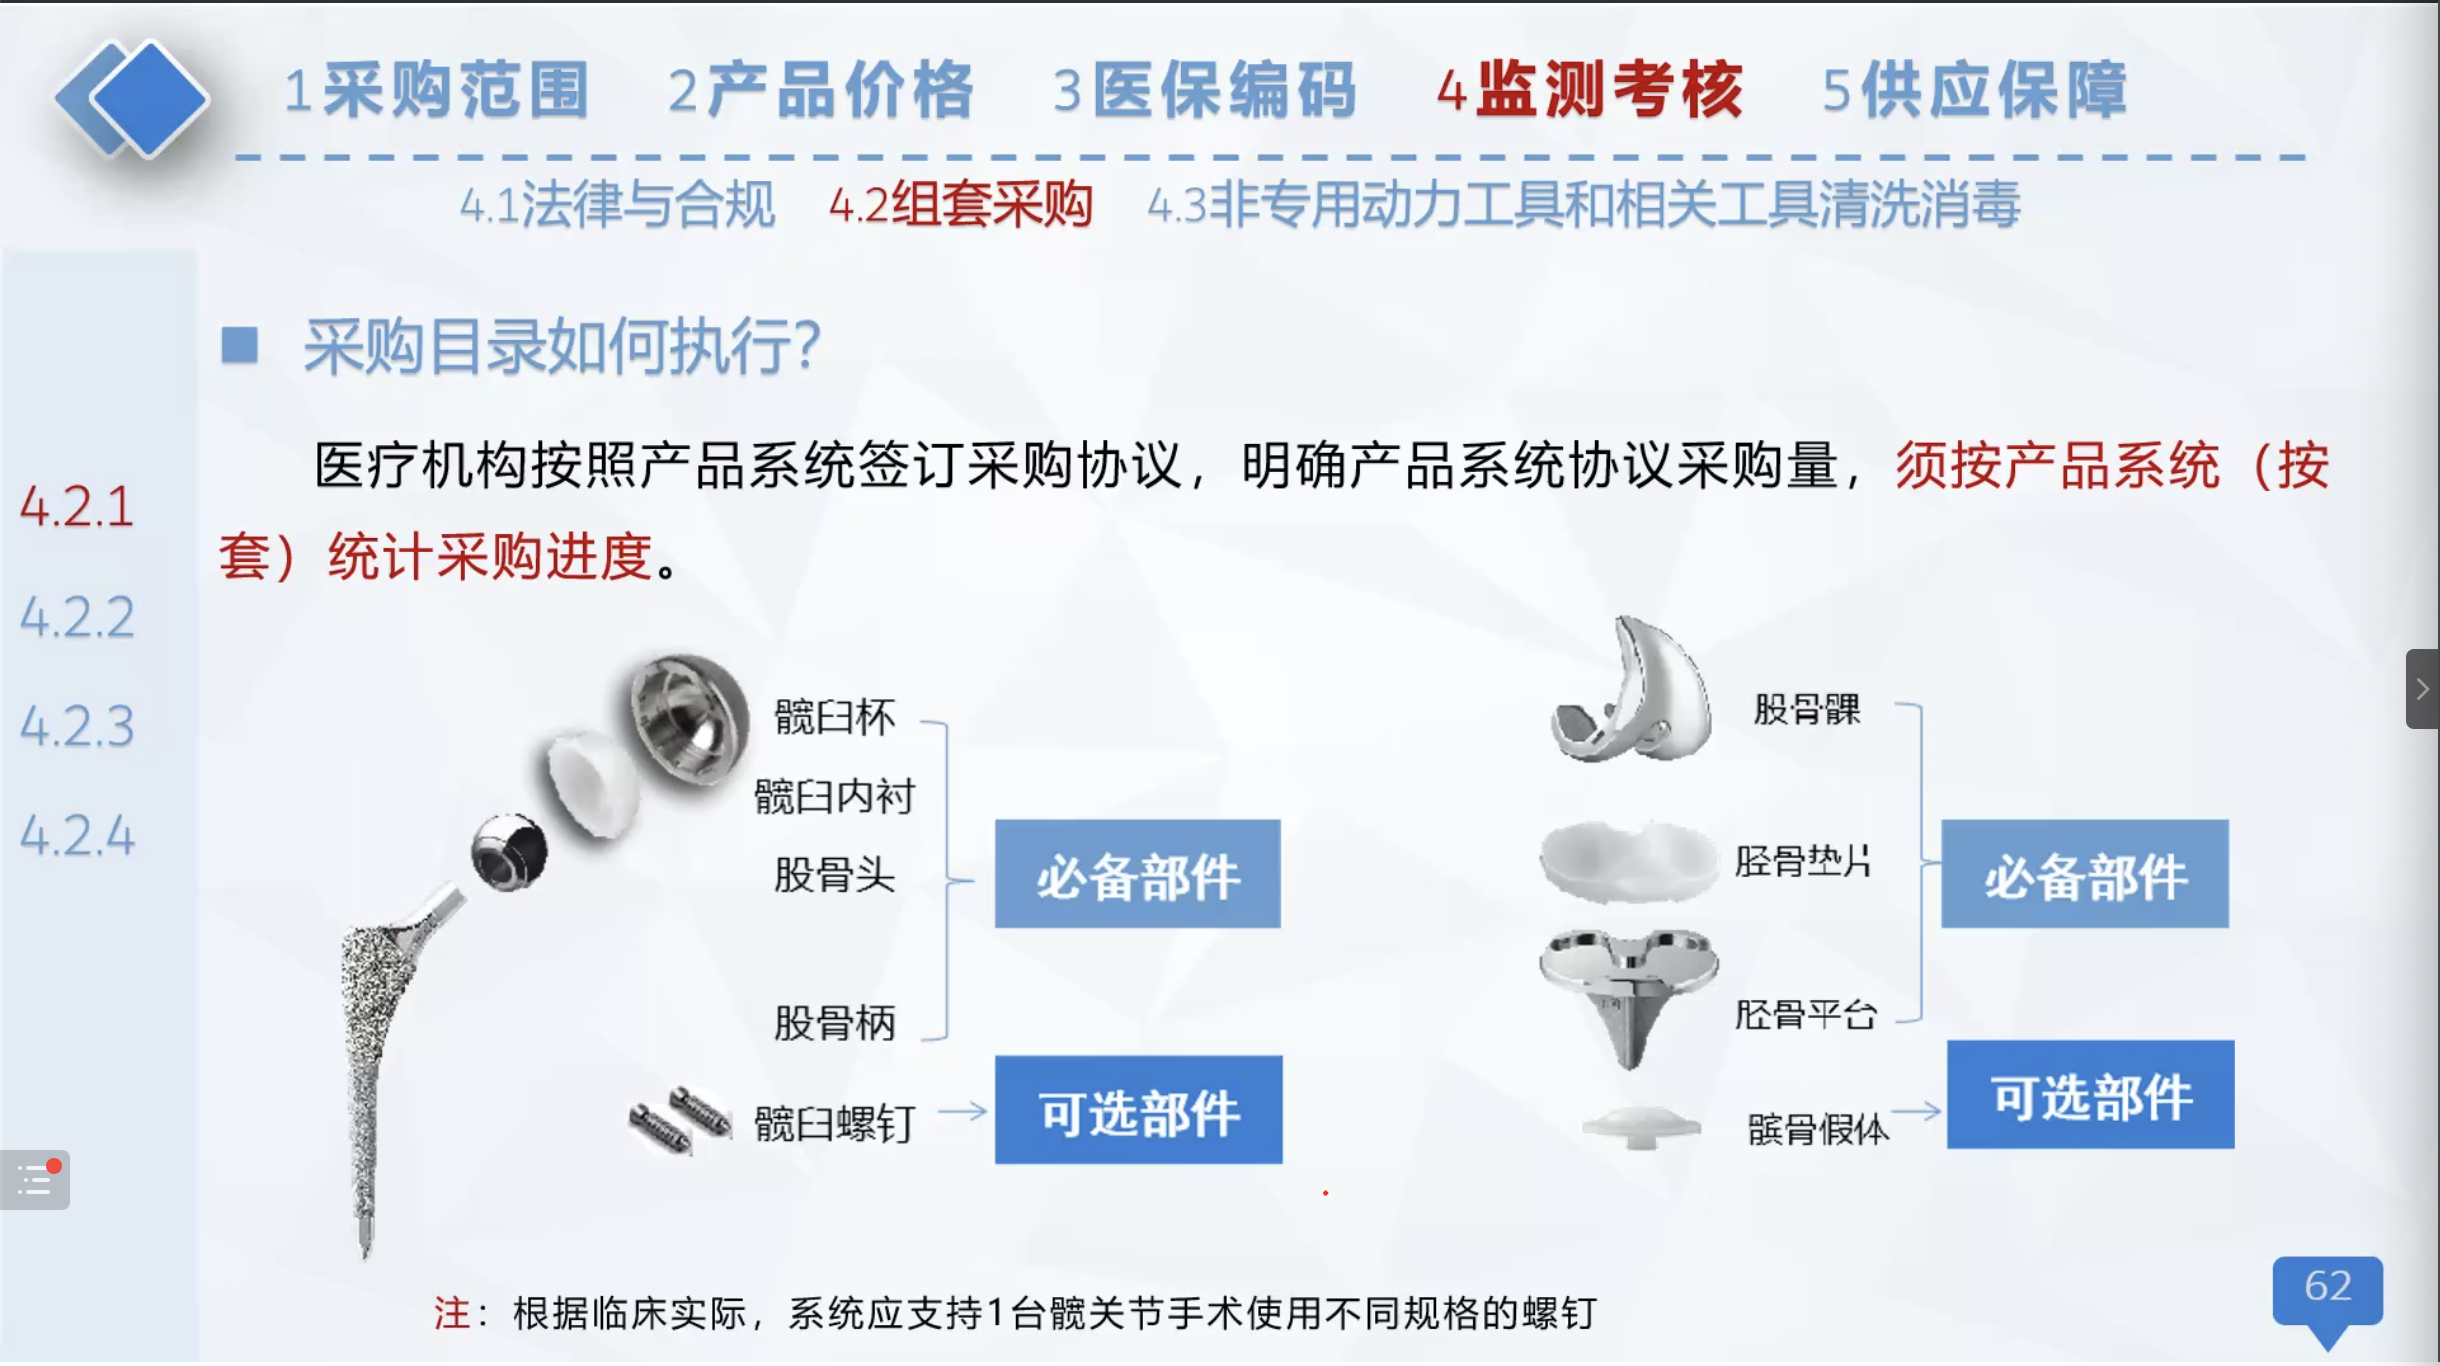 1采购范围 2产品价格 3医保编码 4监测考核 5供应保障
4.1法律与合规 4.2组套采购 4.3非专用动力工具和相关工具清洗消毒
采购目录如何执行?
医疗机构按照产品系统签订采购协议，明确产品系统协议采购量，须按产品系统（按
套）统计采购进度。
4.2.1
4.2.2
4.2.3
4.2.4
髋臼杯
髋臼内衬
股骨头
股骨柄
必备部件
髋臼螺钉
可选部件
股骨髁
胫骨垫片
胫骨平台
必备部件
髌骨假体
可选部件
注：根据临床实际，系统应支持1台髋关节手术使用不同规格的螺钉
62